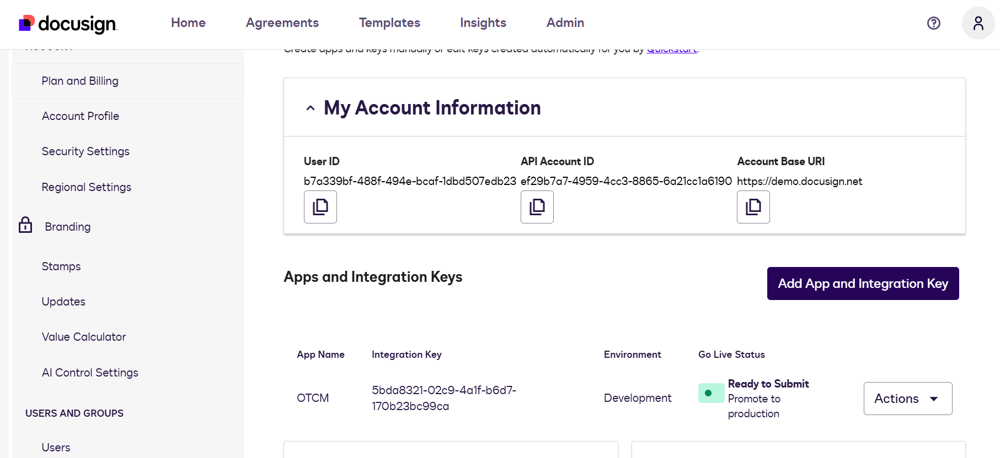 docusign
Home
Agreements
Templates
Insights
Admin
ACCOUNT
Plan and Billing
Account Profile
Security Settings
Regional Settings
Branding
Stamps
Updates
Value Calculator
AI Control Settings
USERS AND GROUPS
Users
Create apps and keys manually or edit keys created automatically for you by Quickstart.
My Account Information
User ID
b7a339bf-488f-494e-bcaf-1dbd507edb23
API Account ID
ef29b7a7-4959-4cc3-8865-6a21cc1a6190
Account Base URI
https://demo.docusign.net
Apps and Integration Keys
Add App and Integration Key
App Name
Integration Key
Environment
Go Live Status
OTCM
5bda8321-02c9-4a1f-b6d7-
170b23bc99ca
Development
Ready to Submit
Promote to
production
Actions